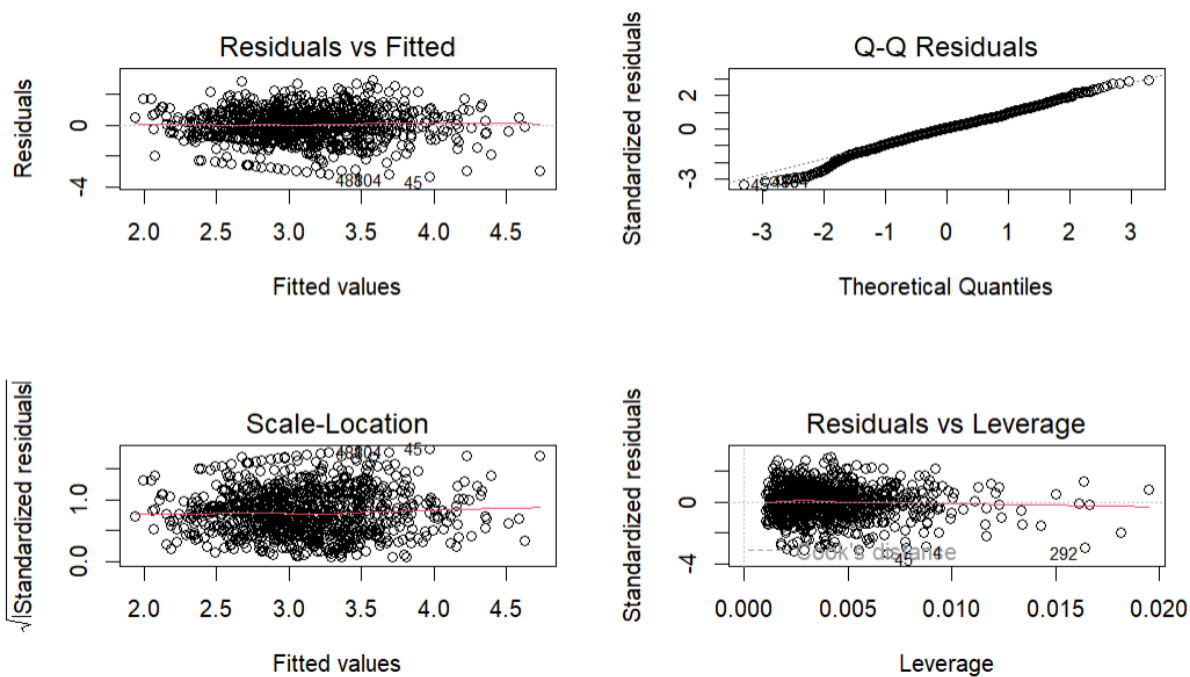 Residuals vs Fitted
Residuals
0
-4
45
2.0 2.5 3.0 3.5 4.0 4.5
Fitted values
Q-Q Residuals
Standardized residuals
2
0
-3
45
-3 -2 -1 0 1 2 3
Theoretical Quantiles
Scale-Location
√|Standardized residuals|
1.0
0.0
45
2.0 2.5 3.0 3.5 4.0 4.5
Fitted values
Residuals vs Leverage
Standardized residuals
0
-4
Cook's distance
45
292
0.000 0.005 0.010 0.015 0.020
Leverage